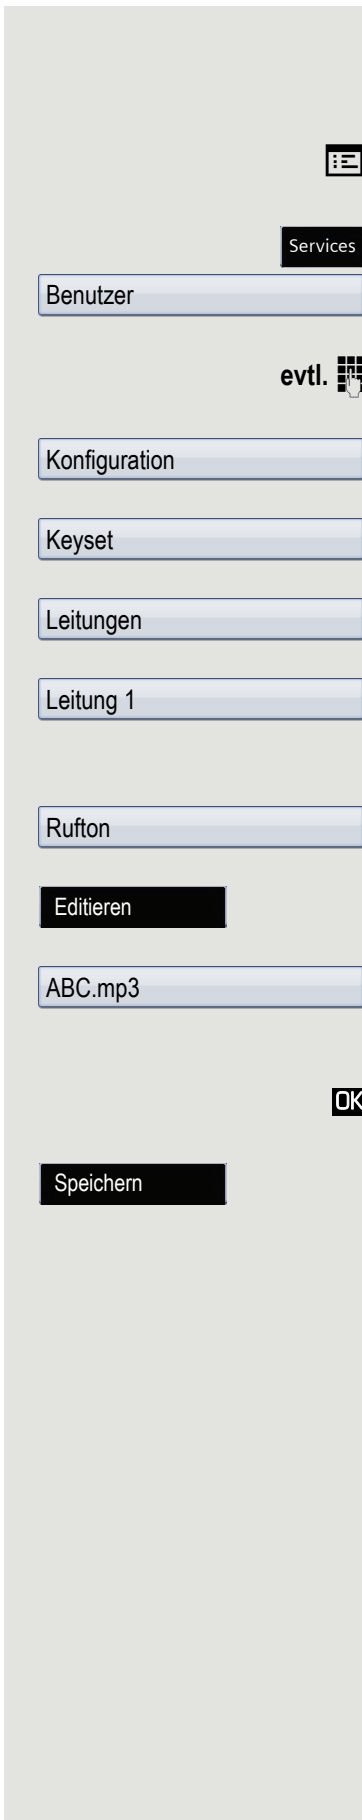 Services
Benutzer
evtl.
Konfiguration
Keyset
Leitungen
Leitung 1
Rufton
Editieren
ABC.mp3
OK
Speichern